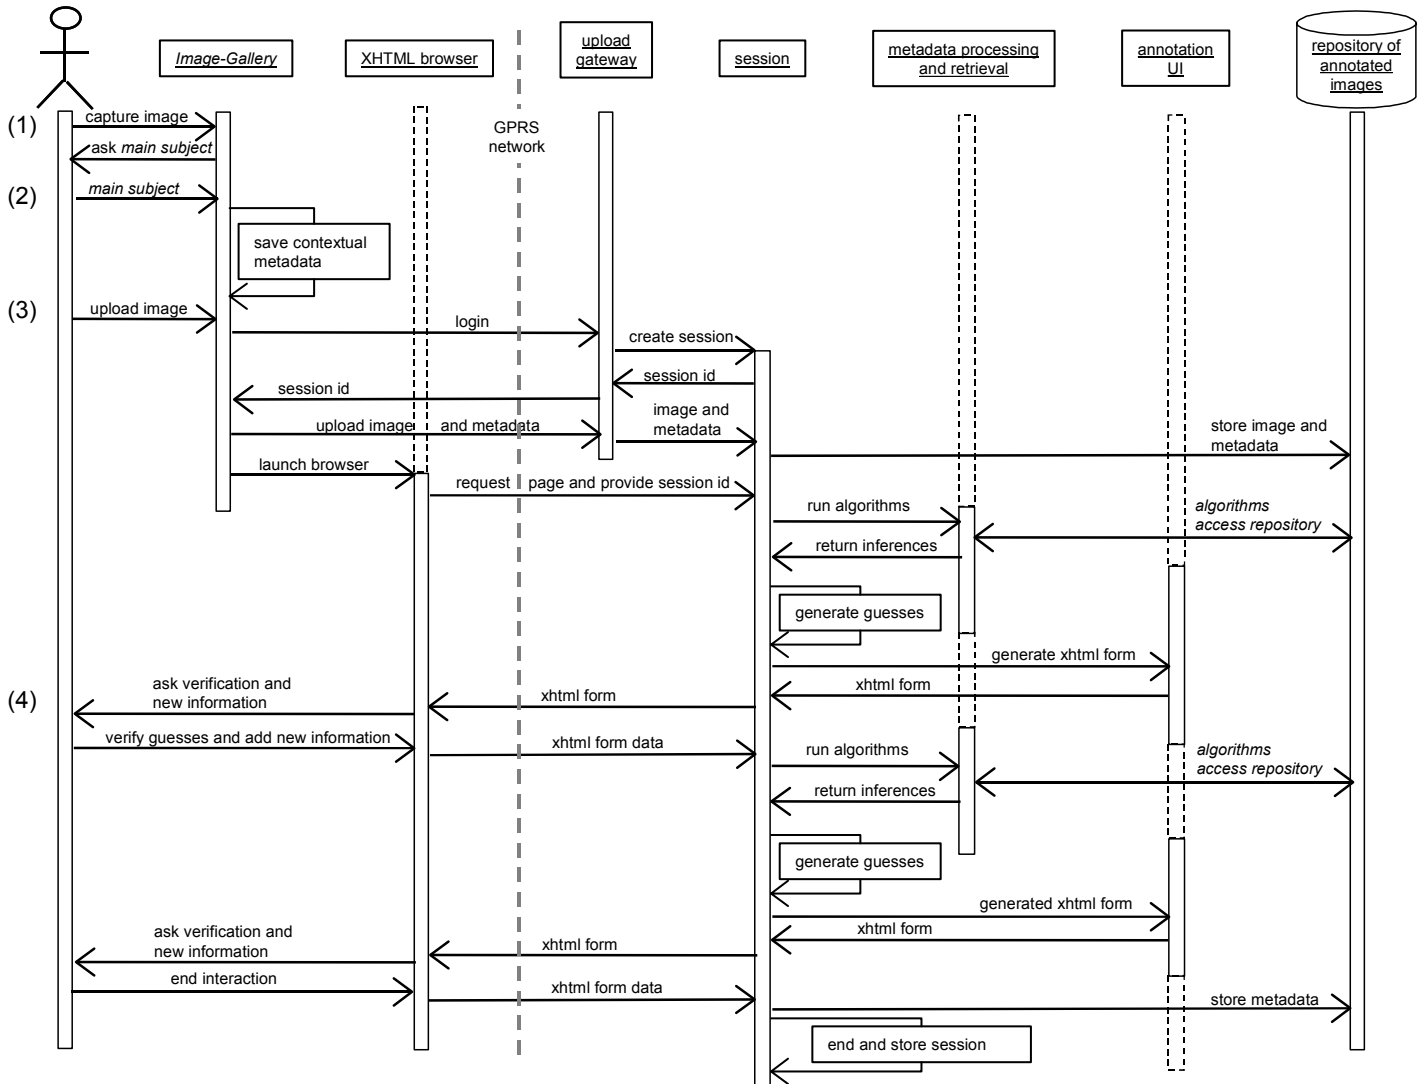 Image-Gallery
XHTML browser
upload
gateway
session
metadata processing
and retrieval
annotation
UI
repository of
annotated
images
(1)
capture image
GPRS
network
ask main subject
(2)
main subject
save contextual
metadata
(3)
upload image
login
create session
session id
session id
image and
metadata
upload image and metadata
store image and
metadata
launch browser
request page and provide session id
run algorithms
algorithms
access repository
return inferences
generate guesses
generate xhtml form
xhtml form
(4)
ask verification and
new information
xhtml form
verify guesses and add new information
xhtml form data
run algorithms
algorithms
access repository
return inferences
generate guesses
generated xhtml form
xhtml form
ask verification and
new information
xhtml form
end interaction
xhtml form data
store metadata
end and store session